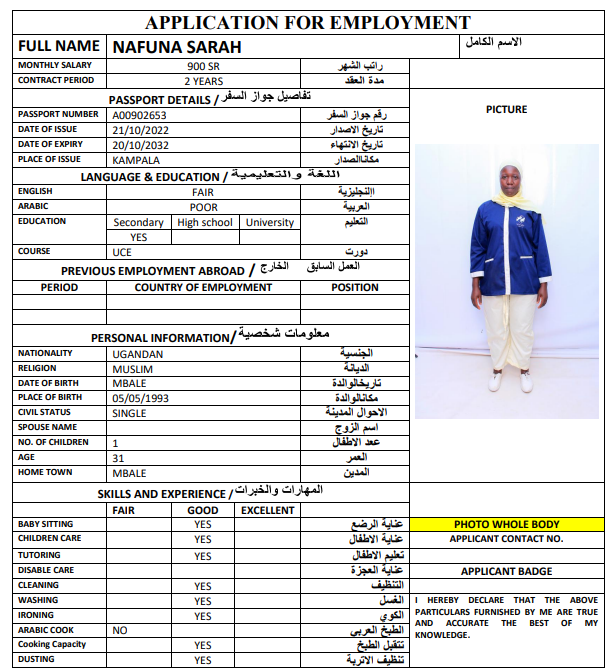 APPLICATION FOR EMPLOYMENT
FULL NAME NAFUNA SARAH الاسم الكامل
MONTHLY SALARY 900 SR راتب الشهر
CONTRACT PERIOD 2 YEARS مدة العقد
PASSPORT DETAILS / تفاصيل جواز السفر
PASSPORT NUMBER A00902653 رقم جواز السفر
DATE OF ISSUE 21/10/2022 تاريخ الاصدار
DATE OF EXPIRY 20/10/2032 تاريخ الانتهاء
PLACE OF ISSUE KAMPALA مكاناالصدار
LANGUAGE & EDUCATION / اللغة والتعليمية
ENGLISH FAIR اإلنجليزية
ARABIC POOR العربية
EDUCATION Secondary High school University التعليم
YES
COURSE UCE دورت
PREVIOUS EMPLOYMENT ABROAD / العمل السابق الخارج
PERIOD COUNTRY OF EMPLOYMENT POSITION
PERSONAL INFORMATION/ معلومات شخصية
NATIONALITY UGANDAN الجنسية
RELIGION MUSLIM الديانة
DATE OF BIRTH MBALE تاريخالوالدة
PLACE OF BIRTH 05/05/1993 مكانالوالدة
CIVIL STATUS SINGLE الاحوال المدينة
SPOUSE NAME اسم الزوج
NO. OF CHILDREN 1 عدد الاطفال
AGE 31 العمر
HOME TOWN MBALE المدين
SKILLS AND EXPERIENCE / المهارات والخبرات
FAIR GOOD EXCELLENT
BABY SITTING YES عناية الرضع
CHILDREN CARE YES عناية الاطفال
TUTORING YES تعليم الاطفال
DISABLE CARE عناية العجزة
CLEANING YES التنظيف
WASHING YES الغسل
IRONING YES الكوي
ARABIC COOK NO الطبخ العربي
Cooking Capacity YES تتقبل الطبخ
DUSTING YES تنظيف الاتربة
PICTURE
PHOTO WHOLE BODY
APPLICANT CONTACT NO.
APPLICANT BADGE
I HEREBY DECLARE THAT THE ABOVE
PARTICULARS FURNISHED BY ME ARE TRUE
AND ACCURATE THE BEST OF MY
KNOWLEDGE.